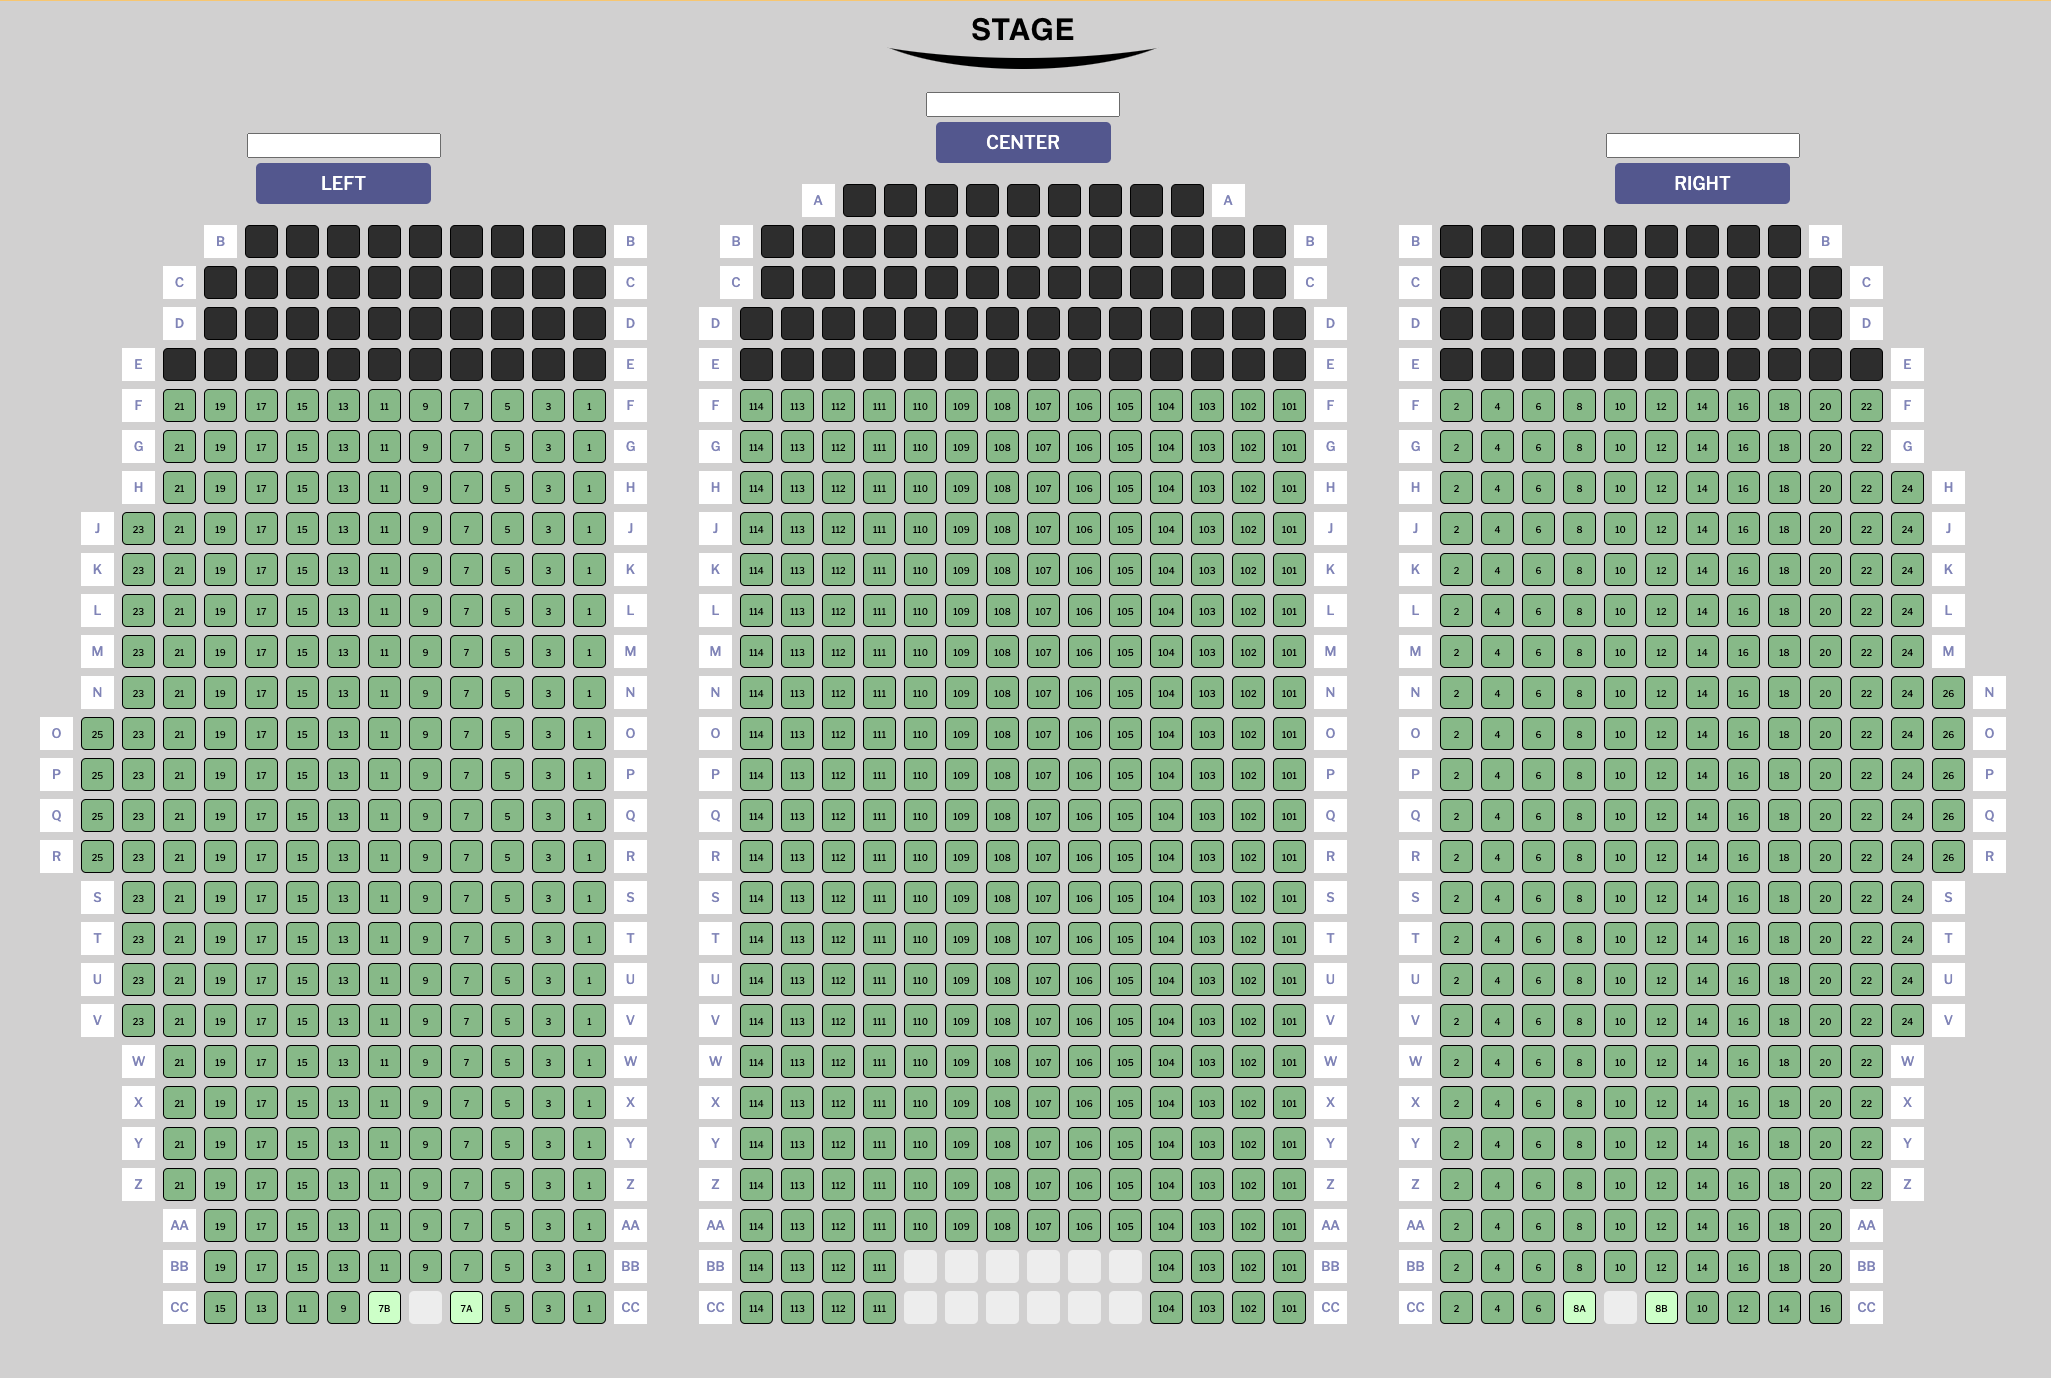 STAGE
CENTER
LEFT RIGHT
A A
B B B B B B
C C C C C C
D D D D D D
E E E E E E
F 21 19 17 15 13 11 9 7 5 3 1 F F 114 113 112 111 110 109 108 107 106 105 104 103 102 101 F F 2 4 6 8 10 12 14 16 18 20 22 F
G 21 19 17 15 13 11 9 7 5 3 1 G G 114 113 112 111 110 109 108 107 106 105 104 103 102 101 G G 2 4 6 8 10 12 14 16 18 20 22 G
H 21 19 17 15 13 11 9 7 5 3 1 H H 114 113 112 111 110 109 108 107 106 105 104 103 102 101 H H 2 4 6 8 10 12 14 16 18 20 22 24 H
J 23 21 19 17 15 13 11 9 7 5 3 1 J J 114 113 112 111 110 109 108 107 106 105 104 103 102 101 J J 2 4 6 8 10 12 14 16 18 20 22 24 J
K 23 21 19 17 15 13 11 9 7 5 3 1 K K 114 113 112 111 110 109 108 107 106 105 104 103 102 101 K K 2 4 6 8 10 12 14 16 18 20 22 24 K
L 23 21 19 17 15 13 11 9 7 5 3 1 L L 114 113 112 111 110 109 108 107 106 105 104 103 102 101 L L 2 4 6 8 10 12 14 16 18 20 22 24 L
M 23 21 19 17 15 13 11 9 7 5 3 1 M M 114 113 112 111 110 109 108 107 106 105 104 103 102 101 M M 2 4 6 8 10 12 14 16 18 20 22 24 M
N 23 21 19 17 15 13 11 9 7 5 3 1 N N 114 113 112 111 110 109 108 107 106 105 104 103 102 101 N N 2 4 6 8 10 12 14 16 18 20 22 24 26 N
O 25 23 21 19 17 15 13 11 9 7 5 3 1 O O 114 113 112 111 110 109 108 107 106 105 104 103 102 101 O O 2 4 6 8 10 12 14 16 18 20 22 24 26 O
P 25 23 21 19 17 15 13 11 9 7 5 3 1 P P 114 113 112 111 110 109 108 107 106 105 104 103 102 101 P P 2 4 6 8 10 12 14 16 18 20 22 24 26 P
Q 25 23 21 19 17 15 13 11 9 7 5 3 1 Q Q 114 113 112 111 110 109 108 107 106 105 104 103 102 101 Q Q 2 4 6 8 10 12 14 16 18 20 22 24 26 Q
R 25 23 21 19 17 15 13 11 9 7 5 3 1 R R 114 113 112 111 110 109 108 107 106 105 104 103 102 101 R R 2 4 6 8 10 12 14 16 18 20 22 24 26 R
S 23 21 19 17 15 13 11 9 7 5 3 1 S S 114 113 112 111 110 109 108 107 106 105 104 103 102 101 S S 2 4 6 8 10 12 14 16 18 20 22 24 S
T 23 21 19 17 15 13 11 9 7 5 3 1 T T 114 113 112 111 110 109 108 107 106 105 104 103 102 101 T T 2 4 6 8 10 12 14 16 18 20 22 24 T
U 23 21 19 17 15 13 11 9 7 5 3 1 U U 114 113 112 111 110 109 108 107 106 105 104 103 102 101 U U 2 4 6 8 10 12 14 16 18 20 22 24 U
V 23 21 19 17 15 13 11 9 7 5 3 1 V V 114 113 112 111 110 109 108 107 106 105 104 103 102 101 V V 2 4 6 8 10 12 14 16 18 20 22 24 V
W 21 19 17 15 13 11 9 7 5 3 1 W W 114 113 112 111 110 109 108 107 106 105 104 103 102 101 W W 2 4 6 8 10 12 14 16 18 20 22 W
X 21 19 17 15 13 11 9 7 5 3 1 X X 114 113 112 111 110 109 108 107 106 105 104 103 102 101 X X 2 4 6 8 10 12 14 16 18 20 22 X
Y 21 19 17 15 13 11 9 7 5 3 1 Y Y 114 113 112 111 110 109 108 107 106 105 104 103 102 101 Y Y 2 4 6 8 10 12 14 16 18 20 22 Y
Z 21 19 17 15 13 11 9 7 5 3 1 Z Z 114 113 112 111 110 109 108 107 106 105 104 103 102 101 Z Z 2 4 6 8 10 12 14 16 18 20 22 Z
AA 19 17 15 13 11 9 7 5 3 1 AA AA 114 113 112 111 110 109 108 107 106 105 104 103 102 101 AA AA 2 4 6 8 10 12 14 16 18 20 AA
BB 19 17 15 13 11 9 7 5 3 1 BB BB 114 113 112 111 104 103 102 101 BB BB 2 4 6 8 10 12 14 16 18 20 BB
CC 15 13 11 9 7B 7A 5 3 1 CC CC 114 113 112 111 104 103 102 101 CC CC 2 4 6 8A 8B 10 12 14 16 CC